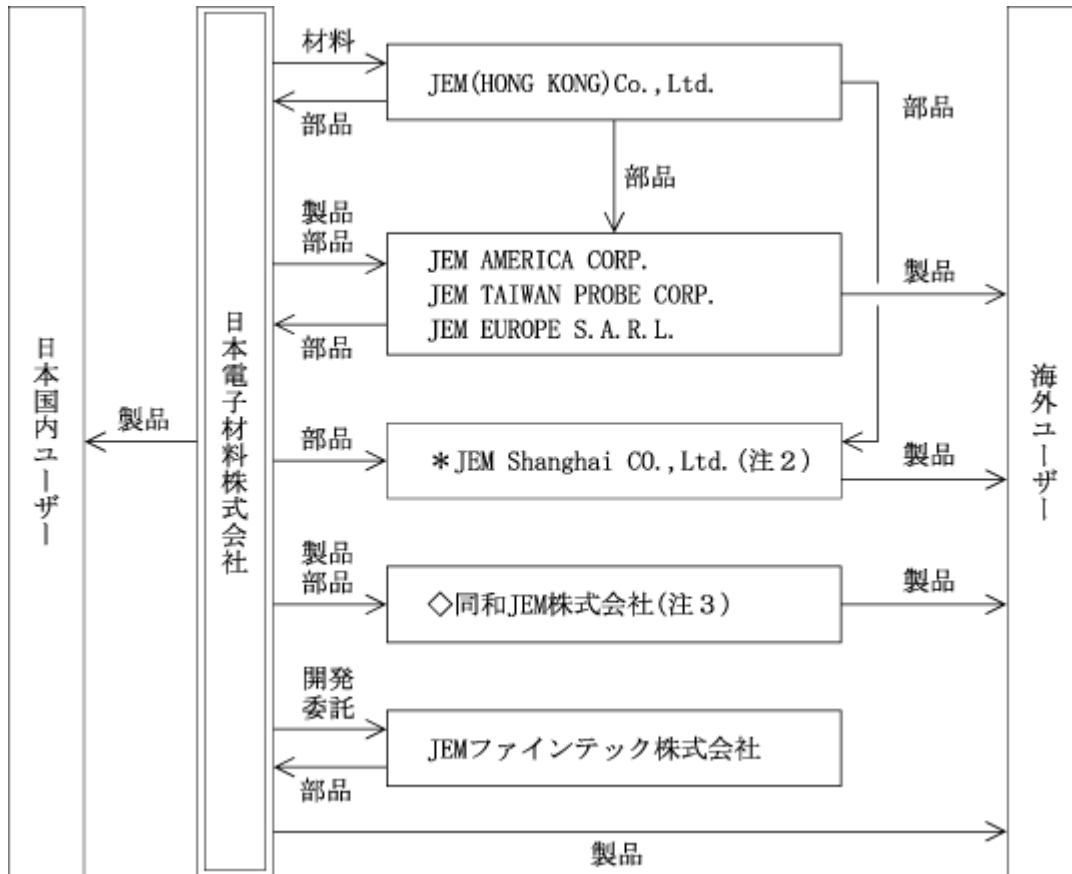 日本国内ユーザー
製品
日本電子材料株式会社
材料
部品
JEM(HONG KONG)Co.,Ltd.
部品
部品
製品
部品
部品
JEM AMERICA CORP.
JEM TAIWAN PROBE CORP.
JEM EUROPE S.A.R.L.
製品
部品
*JEM Shanghai CO.,Ltd.(注2)
製品
製品
部品
◇同和JEM株式会社(注3)
製品
開発
委託
部品
JEMファインテック株式会社
製品
海外ユーザー